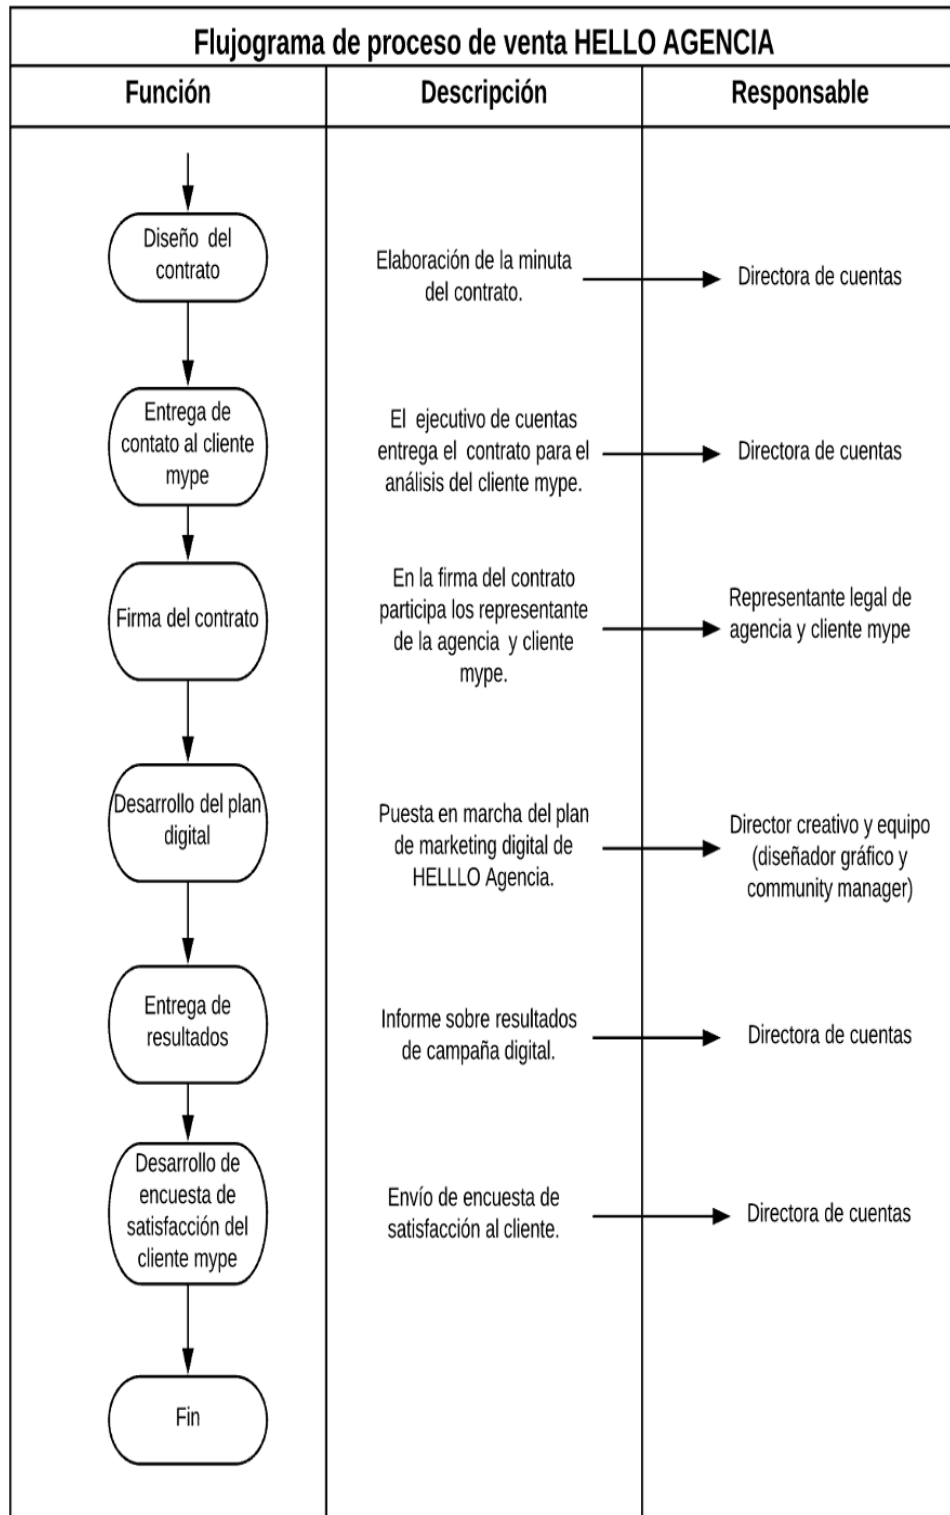 Flujograma de proceso de venta HELLO AGENCIA
Función
Descripción
Responsable
Diseño del
contrato
Elaboración de la minuta
del contrato.
Directora de cuentas
Entrega de
contato al cliente
mype
El ejecutivo de cuentas
entrega el contrato para el
análisis del cliente mype.
Directora de cuentas
Firma del contrato
En la firma del contrato
participa los representante
de la agencia y cliente
mype.
Representante legal de
agencia y cliente mype
Desarrollo del plan
digital
Puesta en marcha del plan
de marketing digital de
HELLLO Agencia.
Director creativo y equipo
(diseñador gráfico y
community manager)
Entrega de
resultados
Informe sobre resultados
de campaña digital.
Directora de cuentas
Desarrollo de
encuesta de
satisfacción del
cliente mype
Envío de encuesta de
satisfacción al cliente.
Directora de cuentas
Fin